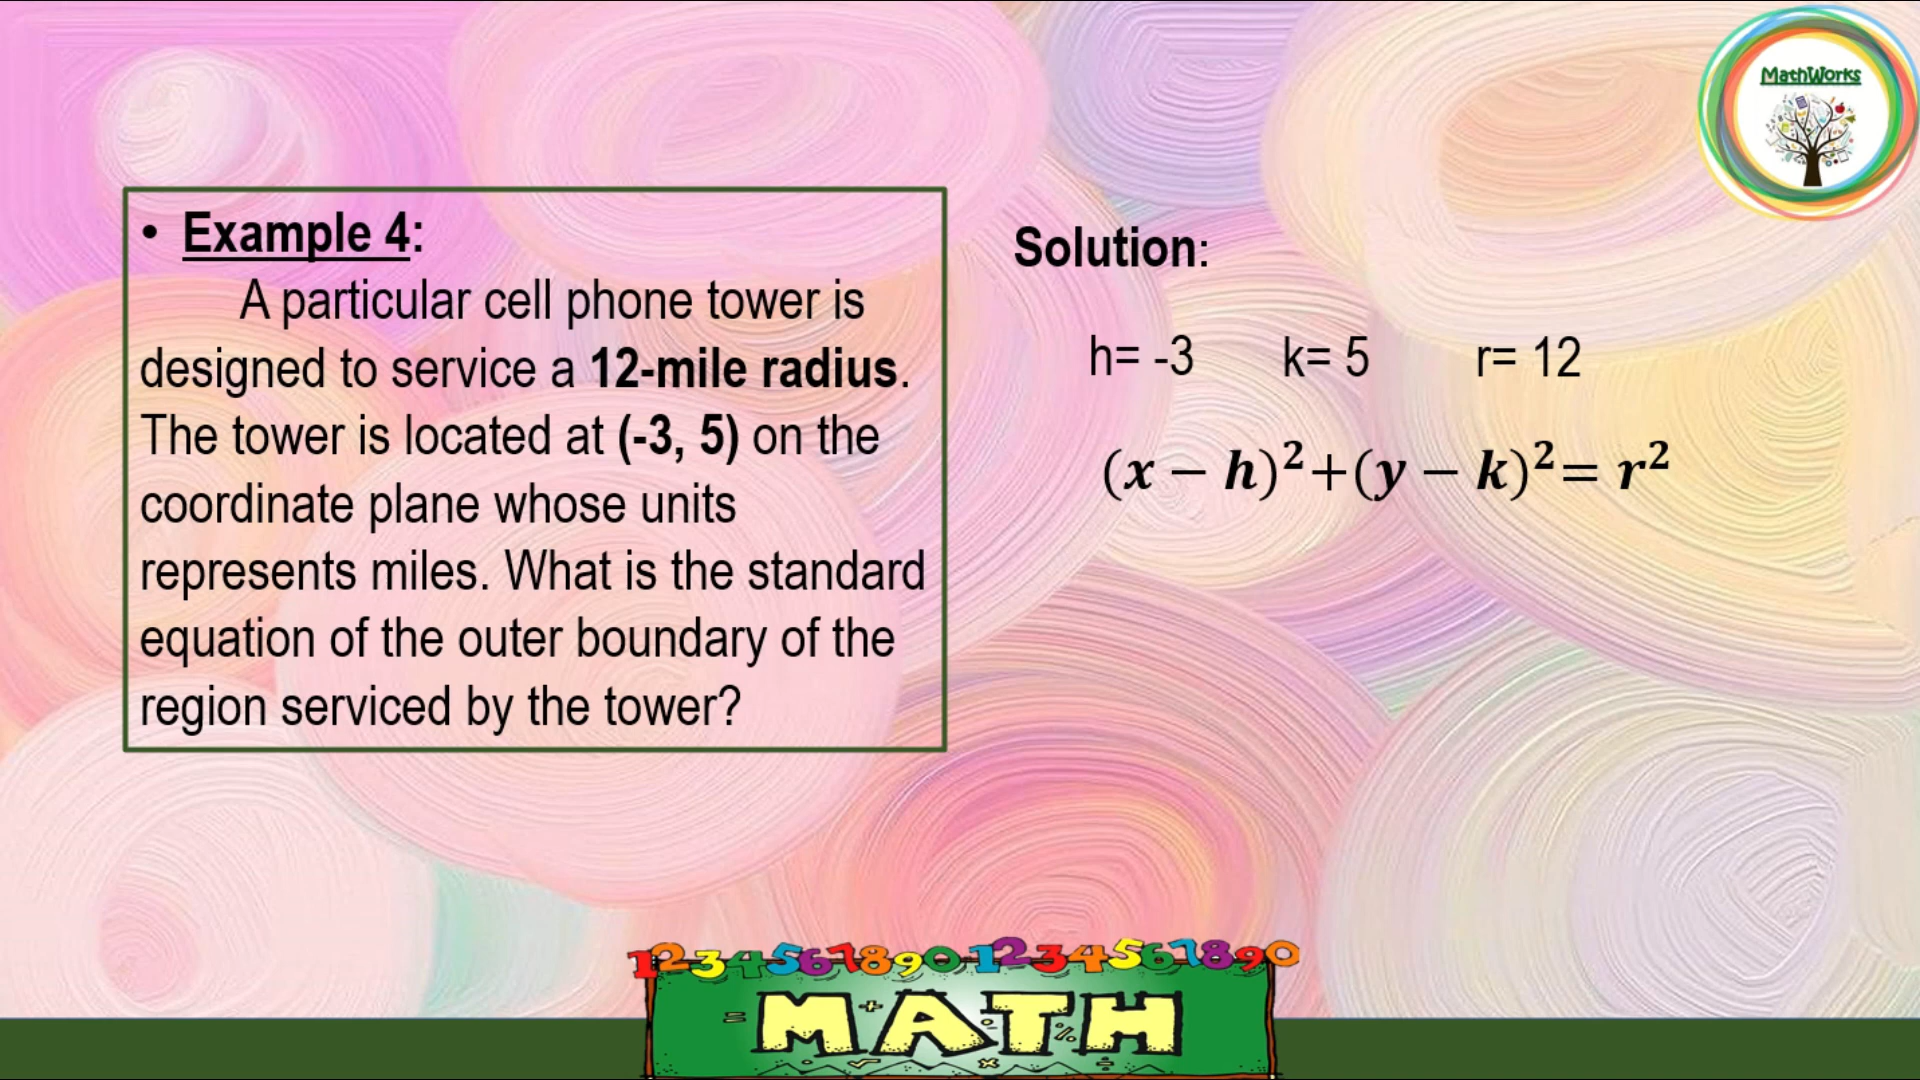 MathWorks
• Example 4:
A particular cell phone tower is
designed to service a 12-mile radius.
The tower is located at (-3, 5) on the
coordinate plane whose units
represents miles. What is the standard
equation of the outer boundary of the
region serviced by the tower?
Solution:
h= -3 k= 5 r= 12
(x − h)²+(y − k)²= r²
12345678901234567890
MATH